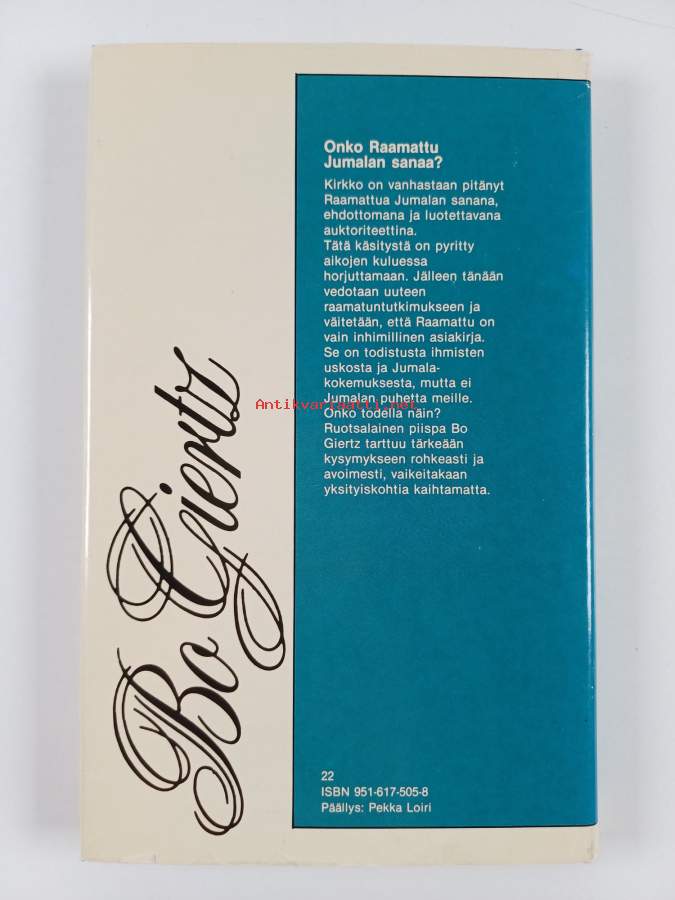 Onko Raamattu
Jumalan sanaa?
Kirkko on vanhastaan pitänyt
Raamattua Jumalan sanana,
ehdottomana ja luotettavana
auktoriteettina.
Tätä käsitystä on pyritty
aikojen kuluessa
horjuttamaan. Jälleen tänään
vedotaan uuteen
raamatuntutkimukseen ja
väitetään, että Raamattu on
vain inhimillinen asiakirja.
Se on todistusta ihmisten
uskosta ja Jumala-
kokemuksesta, mutta ei
Jumalan puhetta meille.
Onko todella näin?
Ruotsalainen piispa Bo
Giertz tarttuu tärkeään
kysymykseen rohkeasti ja
avoimesti, vaikeitakaan
yksityiskohtia kaihtamatta.
Antikvariaatti.net
Bo Giertz
22
ISBN 951-617-505-8
Päällys: Pekka Loiri